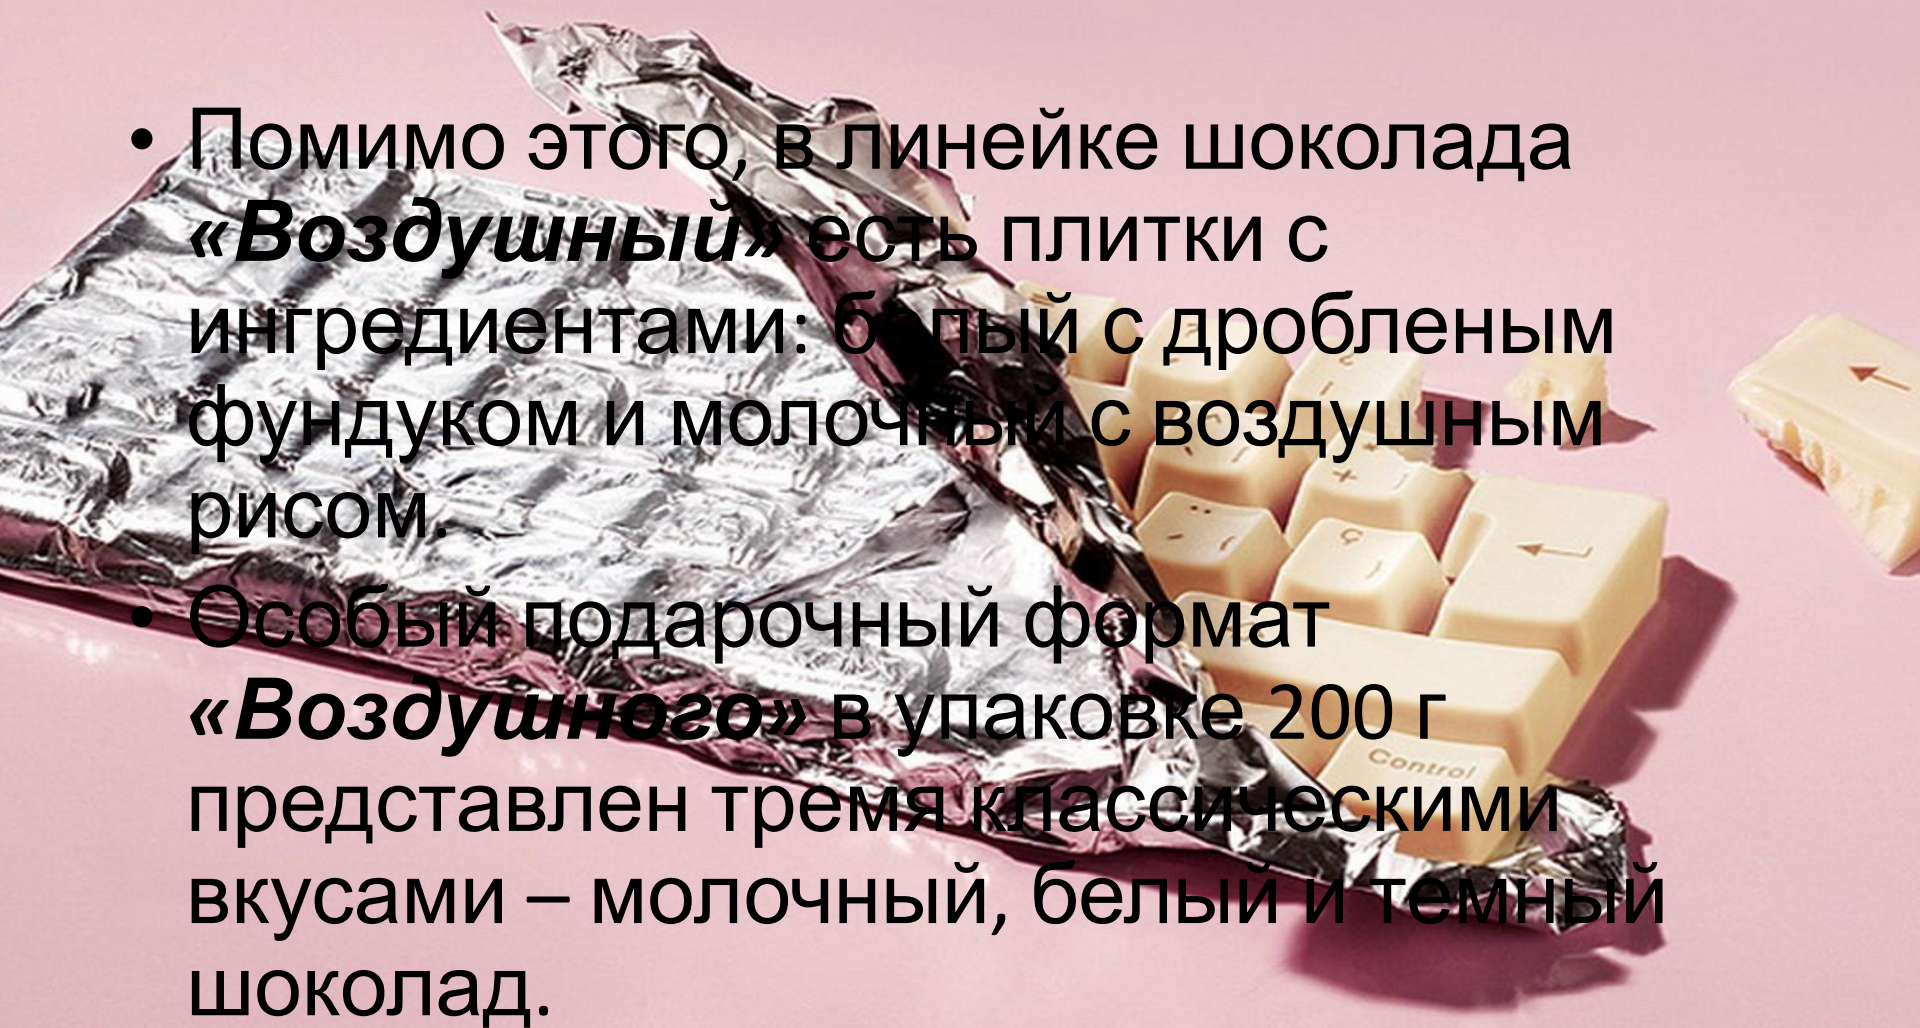 • Помимо этого, в линейке шоколада
«Воздушный» есть плитки с
ингредиентами: белый с дробленым
фундуком и молочный с воздушным
рисом.
• Особый подарочный формат
«Воздушного» в упаковке 200 г
Control
представлен тремя классическими
вкусами – молочный, белый и темный
шоколад.